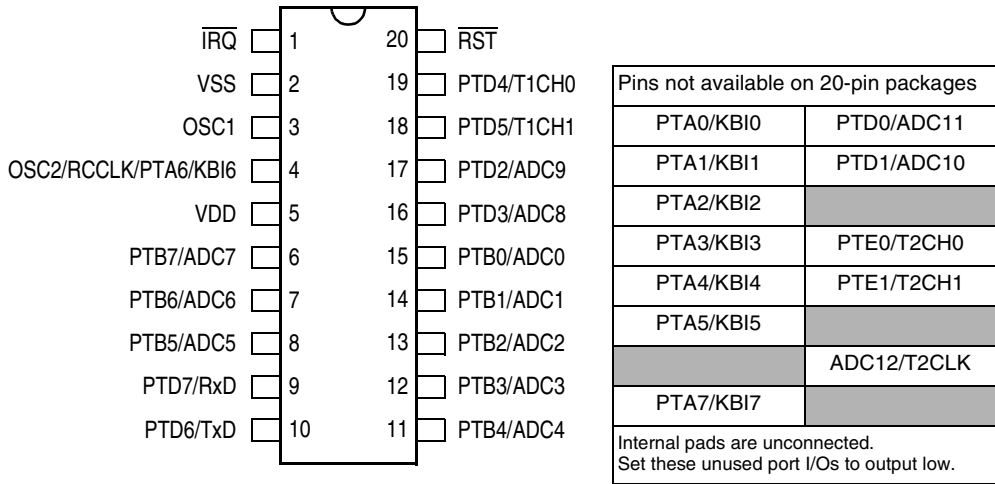 IRQ 1 20 RST
VSS 2 19 PTD4/T1CH0
OSC1 3 18 PTD5/T1CH1
OSC2/RCCLK/PTA6/KBI6 4 17 PTD2/ADC9
VDD 5 16 PTD3/ADC8
PTB7/ADC7 6 15 PTB0/ADC0
PTB6/ADC6 7 14 PTB1/ADC1
PTB5/ADC5 8 13 PTB2/ADC2
PTD7/RxD 9 12 PTB3/ADC3
PTD6/TxD 10 11 PTB4/ADC4
Pins not available on 20-pin packages
PTA0/KBI0 PTD0/ADC11
PTA1/KBI1 PTD1/ADC10
PTA2/KBI2
PTA3/KBI3 PTE0/T2CH0
PTA4/KBI4 PTE1/T2CH1
PTA5/KBI5
ADC12/T2CLK
PTA7/KBI7
Internal pads are unconnected.
Set these unused port I/Os to output low.